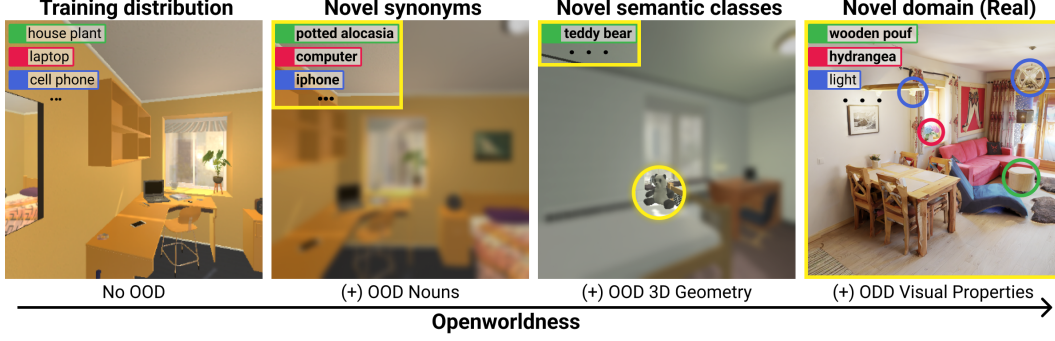 Training distribution
house plant
laptop
cell phone
...
No OOD
Novel synonyms
potted alocasia
computer
iphone
...
(+) OOD Nouns
Novel semantic classes
teddy bear
...
(+) OOD 3D Geometry
Novel domain (Real)
wooden pouf
hydrangea
light
...
(+) ODD Visual Properties
Openworldness